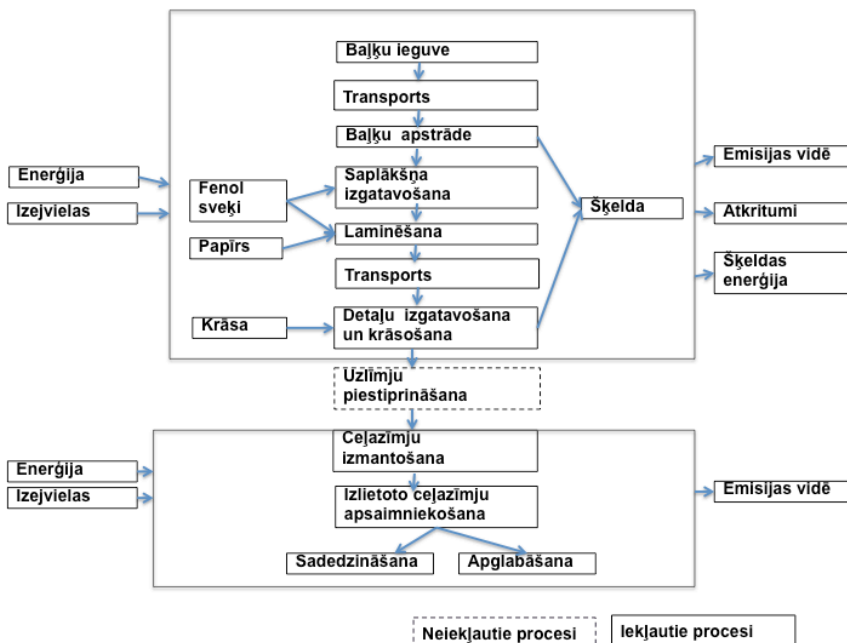 Baļķu ieguve
Transports
Baļķu apstrāde
Enerģija
Izejvielas
Fenol
sveķi
Saplākšņa
izgatavošana
Šķelda
Emisijas vidē
Atkritumi
Šķeldas
enerģija
Papīrs
Laminēšana
Transports
Krāsa
Detaļu izgatavošana
un krāsošana
Uzlīmju
piestiprināšana
Ceļazīmju
izmantošana
Enerģija
Izejvielas
Izlietoto ceļazīmju
apsaimniekošana
Emisijas vidē
Sadedzināšana
Apglabāšana
Neiekļautie procesi
Iekļautie procesi